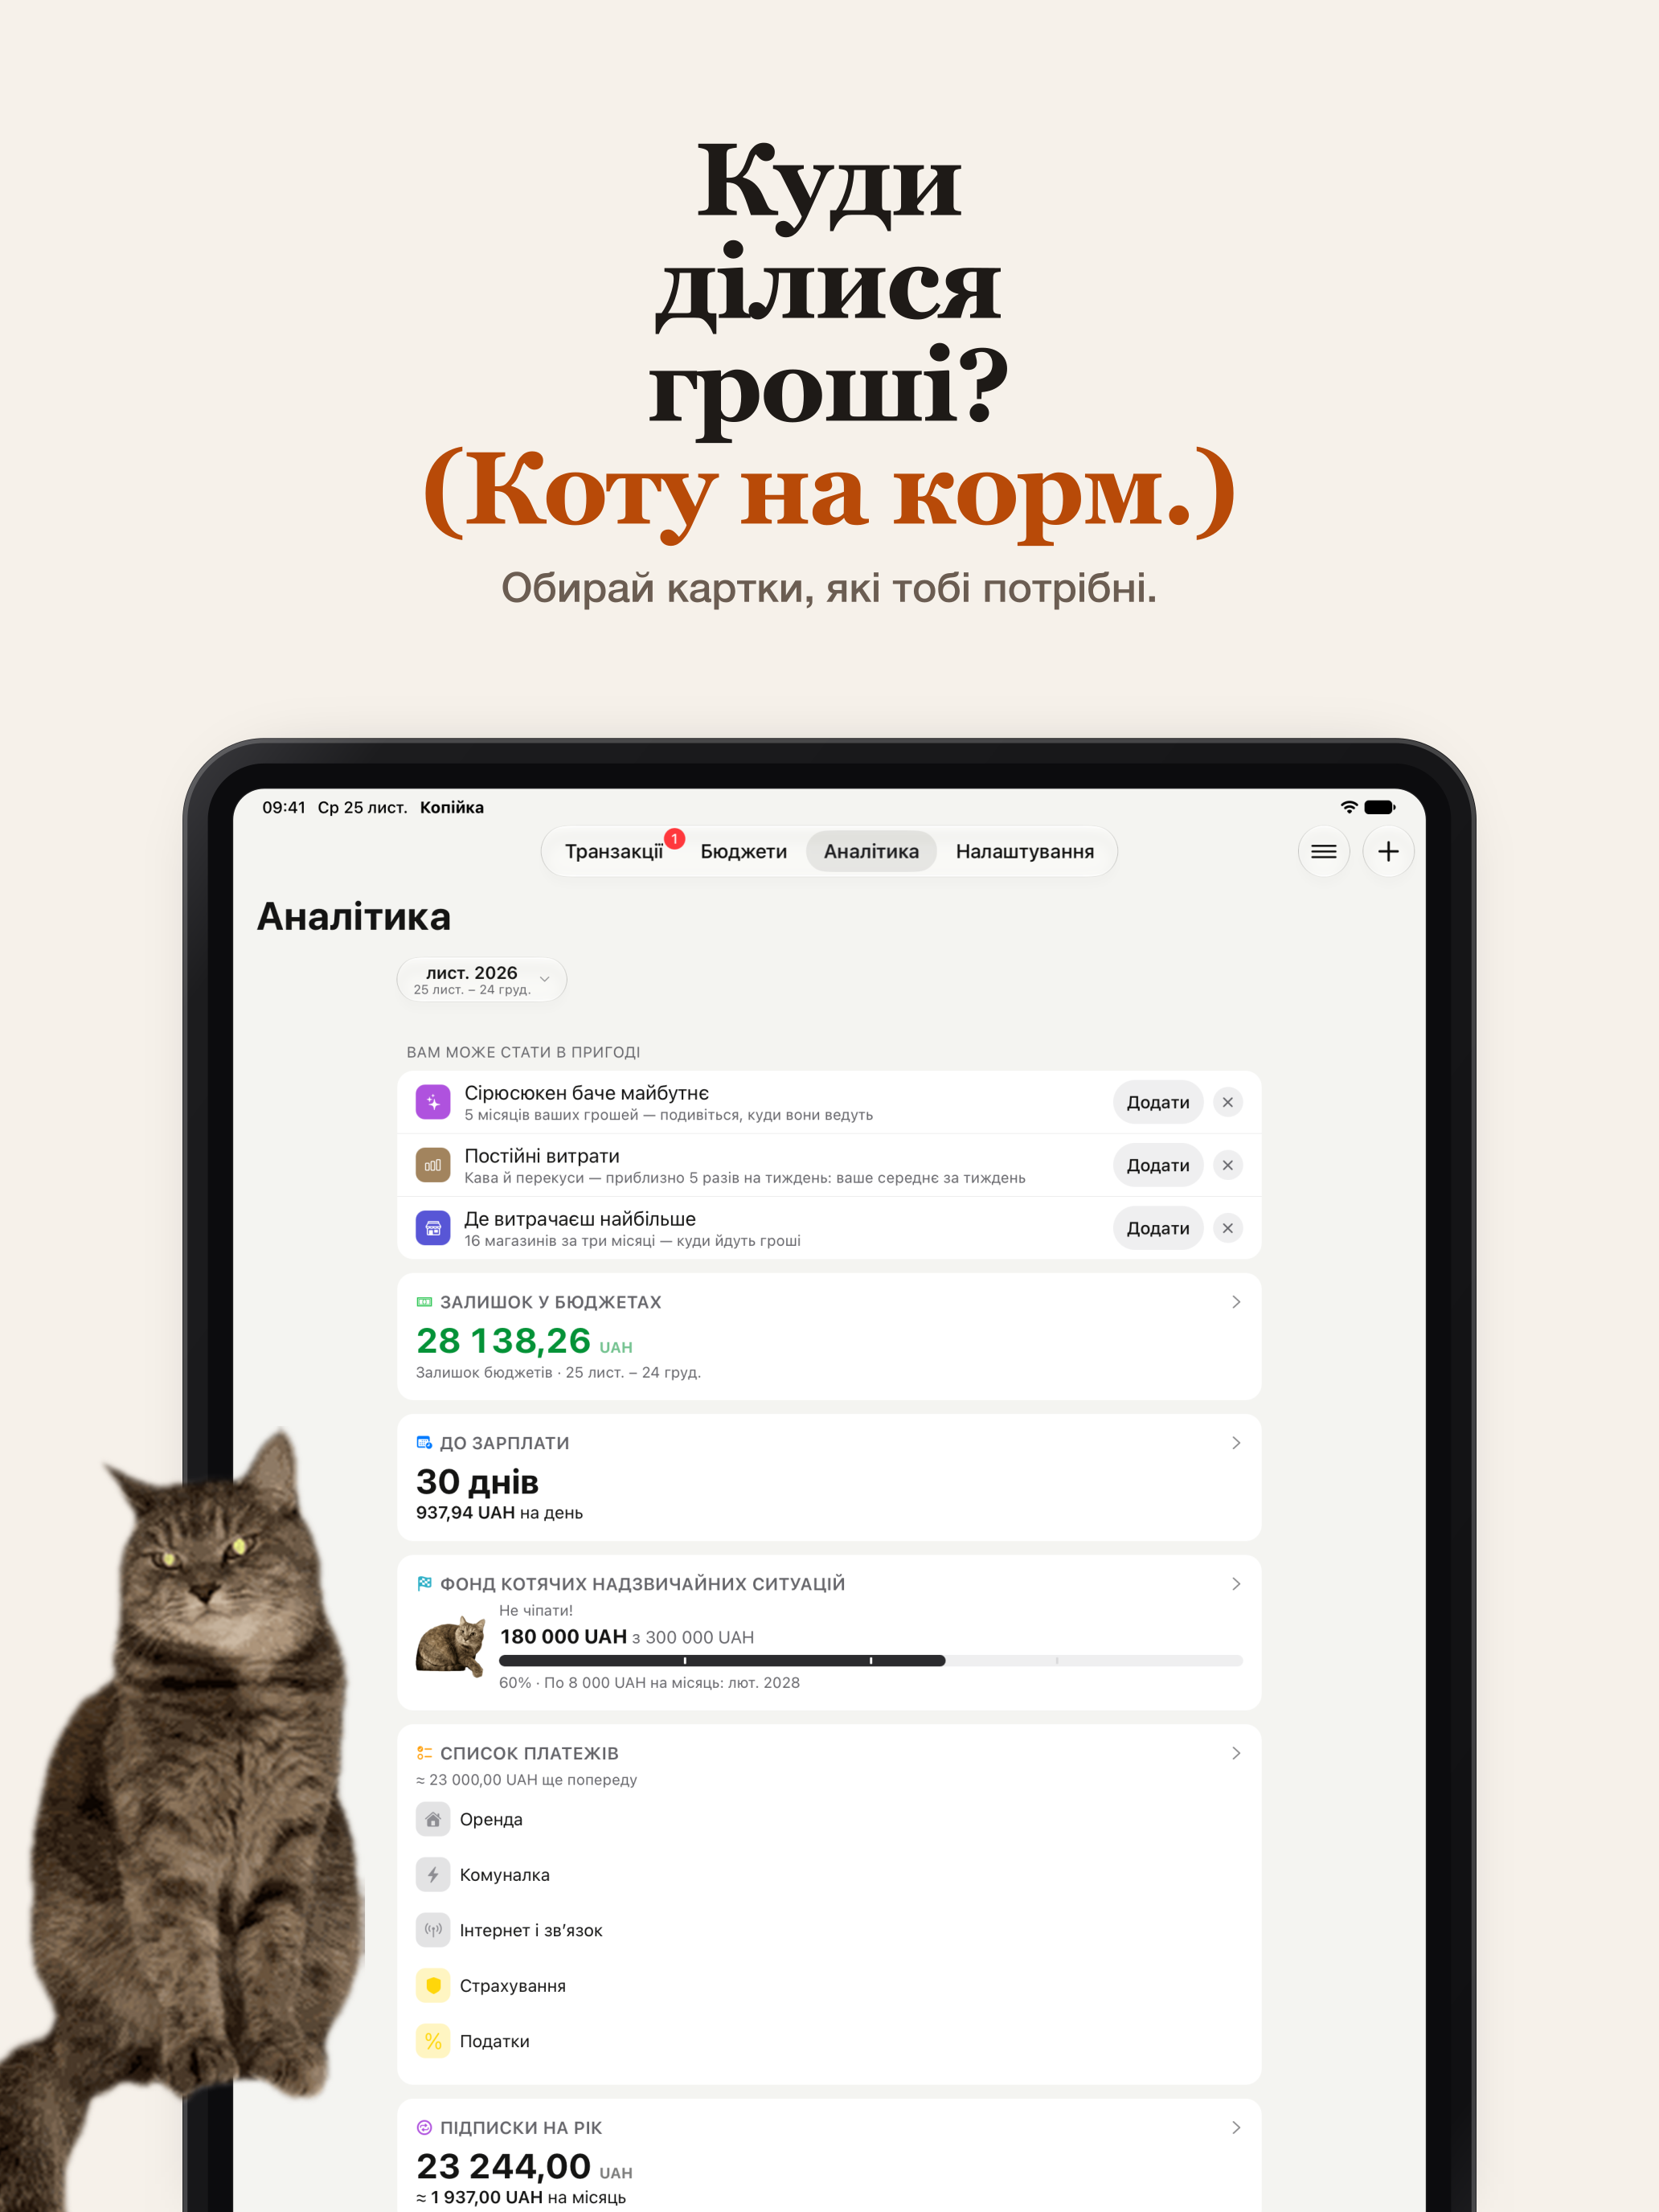 Куди
ділися
гроші?
(Коту на корм.)
Обирай картки, які тобі потрібні.
09:41 Ср 25 лист. Копійка
Транзакції 1 Бюджети Аналітика Налаштування
Аналітика
лист. 2026
25 лист. – 24 груд.
ВАМ МОЖЕ СТАТИ В ПРИГОДІ
Сірюсюкен баче майбутнє
5 місяців ваших грошей — подивіться, куди вони ведуть
Додати
Постійні витрати
Кава й перекуси — приблизно 5 разів на тиждень: ваше середнє за тиждень
Додати
Де витрачаєш найбільше
16 магазинів за три місяці — куди йдуть гроші
Додати
ЗАЛИШОК У БЮДЖЕТАХ
28 138,26 UAH
Залишок бюджетів · 25 лист. – 24 груд.
ДО ЗАРПЛАТИ
30 днів
937,94 UAH на день
ФОНД КОТЯЧИХ НАДЗВИЧАЙНИХ СИТУАЦІЙ
Не чіпати!
180 000 UAH з 300 000 UAH
60% · По 8 000 UAH на місяць: лют. 2028
СПИСОК ПЛАТЕЖІВ
≈ 23 000,00 UAH ще попереду
Оренда
Комуналка
Інтернет і зв’язок
Страхування
Податки
ПІДПИСКИ НА РІК
23 244,00 UAH
≈ 1 937,00 UAH на місяць